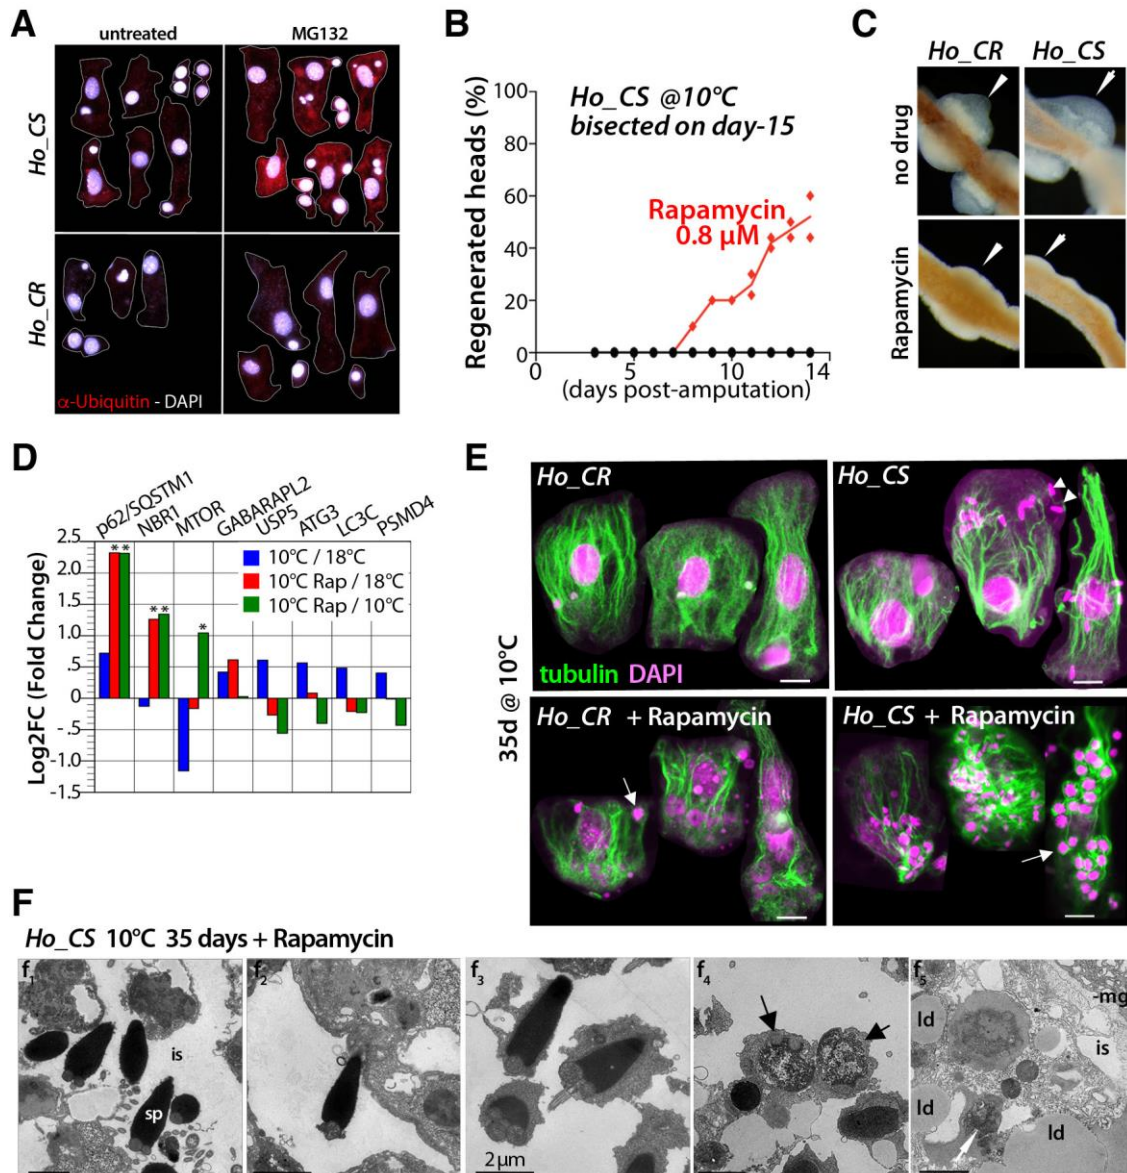 A
untreated MG132
Ho_CS
Ho_CR
α-Ubiquitin - DAPI
B
Regenerated heads (%)
100
80
60
40
20
0
Ho_CS @10°C
bisected on day-15
Rapamycin
0.8 µM
0 5 10 14
(days post-amputation)
C
Ho_CR Ho_CS
no drug
Rapamycin
D
p62/SQSTM1
NBR1
MTOR
GABARAPL2
USP5
ATG3
LC3C
PSMD4
Log2FC (Fold Change)
2.5
2.0
1.5
1.0
.5
0
-.5
-1.0
-1.5
* *
* *
*
10°C / 18°C
10°C Rap / 18°C
10°C Rap / 10°C
E
35d @ 10°C
Ho_CR
tubulin DAPI
Ho_CS
Ho_CR + Rapamycin
Ho_CS + Rapamycin
F
Ho_CS 10°C 35 days + Rapamycin
f1
is
sp
f2
f3
2 µm
f4
f5
-mg
ld
is
ld
ld